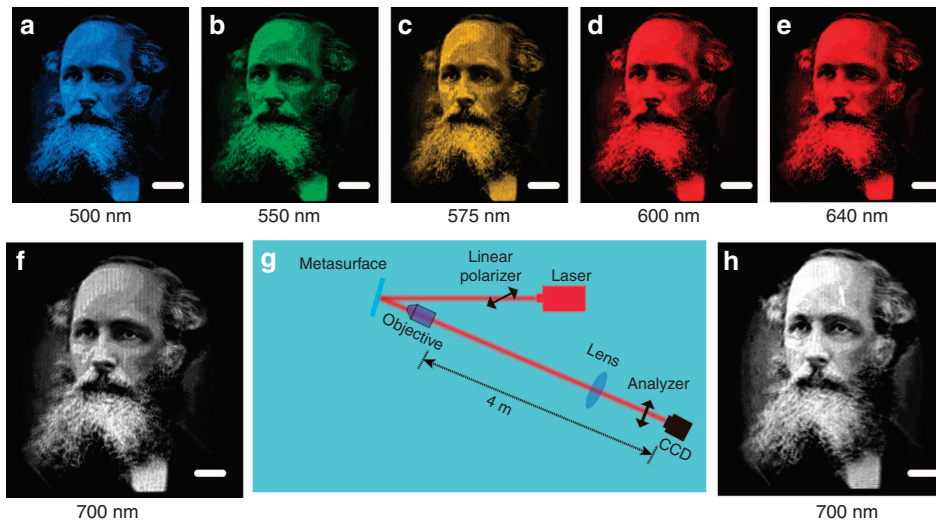 a
b
c
d
e
500 nm
550 nm
575 nm
600 nm
640 nm
f
g
h
Metasurface
Linear
polarizer
Laser
Objective
Lens
Analyzer
4 m
CCD
700 nm
700 nm